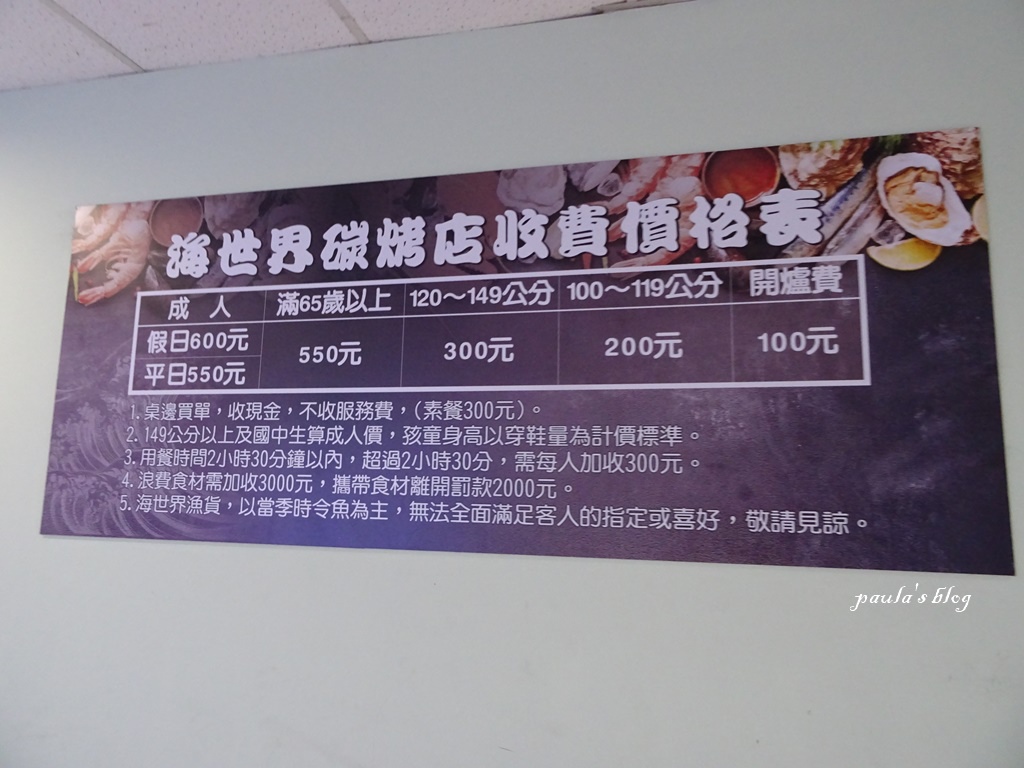 海世界碳烤店收費價格表
成人 滿65歲以上 120～149公分 100～119公分 開爐費
假日600元 550元 300元 200元 100元
平日550元
1. 桌邊買單，收現金，不收服務費，（素餐300元）。
2. 149公分以上及國中生算成人價，孩童身高以穿鞋量為計價標準。
3. 用餐時間2小時30分鐘以內，超過2小時30分，需每人加收300元。
4. 浪費食材需加收3000元，攜帶食材離開罰款2000元。
5. 海世界漁貨，以當季時令魚為主，無法全面滿足客人的指定或喜好，敬請見諒。
paula's blog